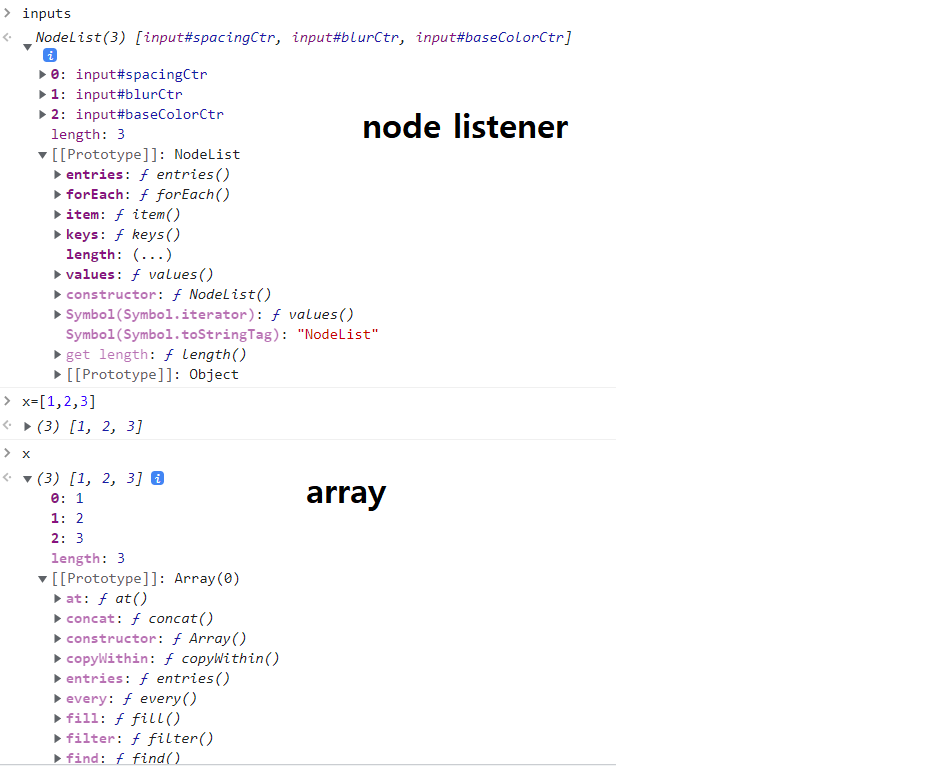 > inputs
NodeList(3) [input#spacingCtr, input#blurCtr, input#baseColorCtr]
i
0: input#spacingCtr
1: input#blurCtr
2: input#baseColorCtr
node listener
length: 3
[[Prototype]]: NodeList
entries: ƒ entries()
forEach: ƒ forEach()
item: ƒ item()
keys: ƒ keys()
length: (...)
values: ƒ values()
constructor: ƒ NodeList()
Symbol(Symbol.iterator): ƒ values()
Symbol(Symbol.toStringTag): "NodeList"
get length: ƒ length()
[[Prototype]]: Object
> x=[1,2,3]
(3) [1, 2, 3]
> x
(3) [1, 2, 3] i
array
0: 1
1: 2
2: 3
length: 3
[[Prototype]]: Array(0)
at: ƒ at()
concat: ƒ concat()
constructor: ƒ Array()
copyWithin: ƒ copyWithin()
entries: ƒ entries()
every: ƒ every()
fill: ƒ fill()
filter: ƒ filter()
find: ƒ find()